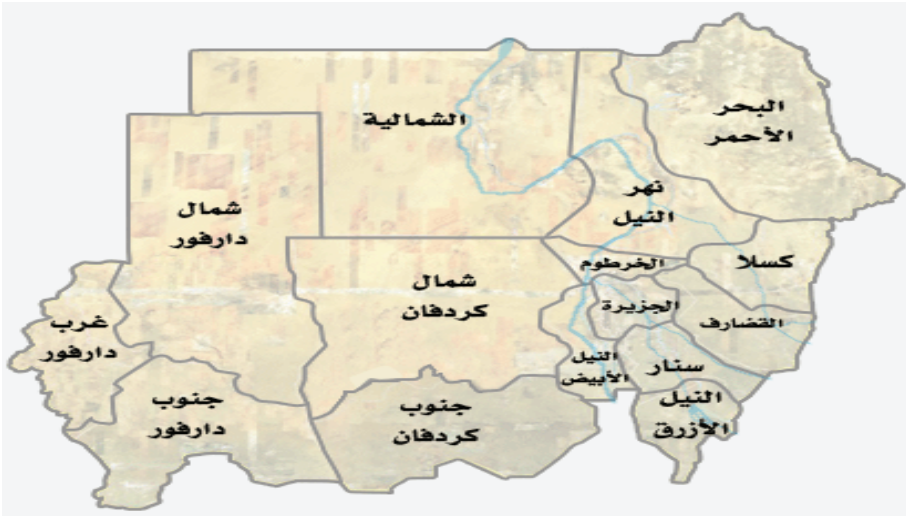 البحر
الأحمر
الشمالية
نهر
النيل
شمال
دارفور
كسلا
الخرطوم
شمال
كردفان
الجزيرة
القضارف
غرب
دارفور
النيل
الأبيض
سنار
جنوب
دارفور
جنوب
كردفان
النيل
الأزرق